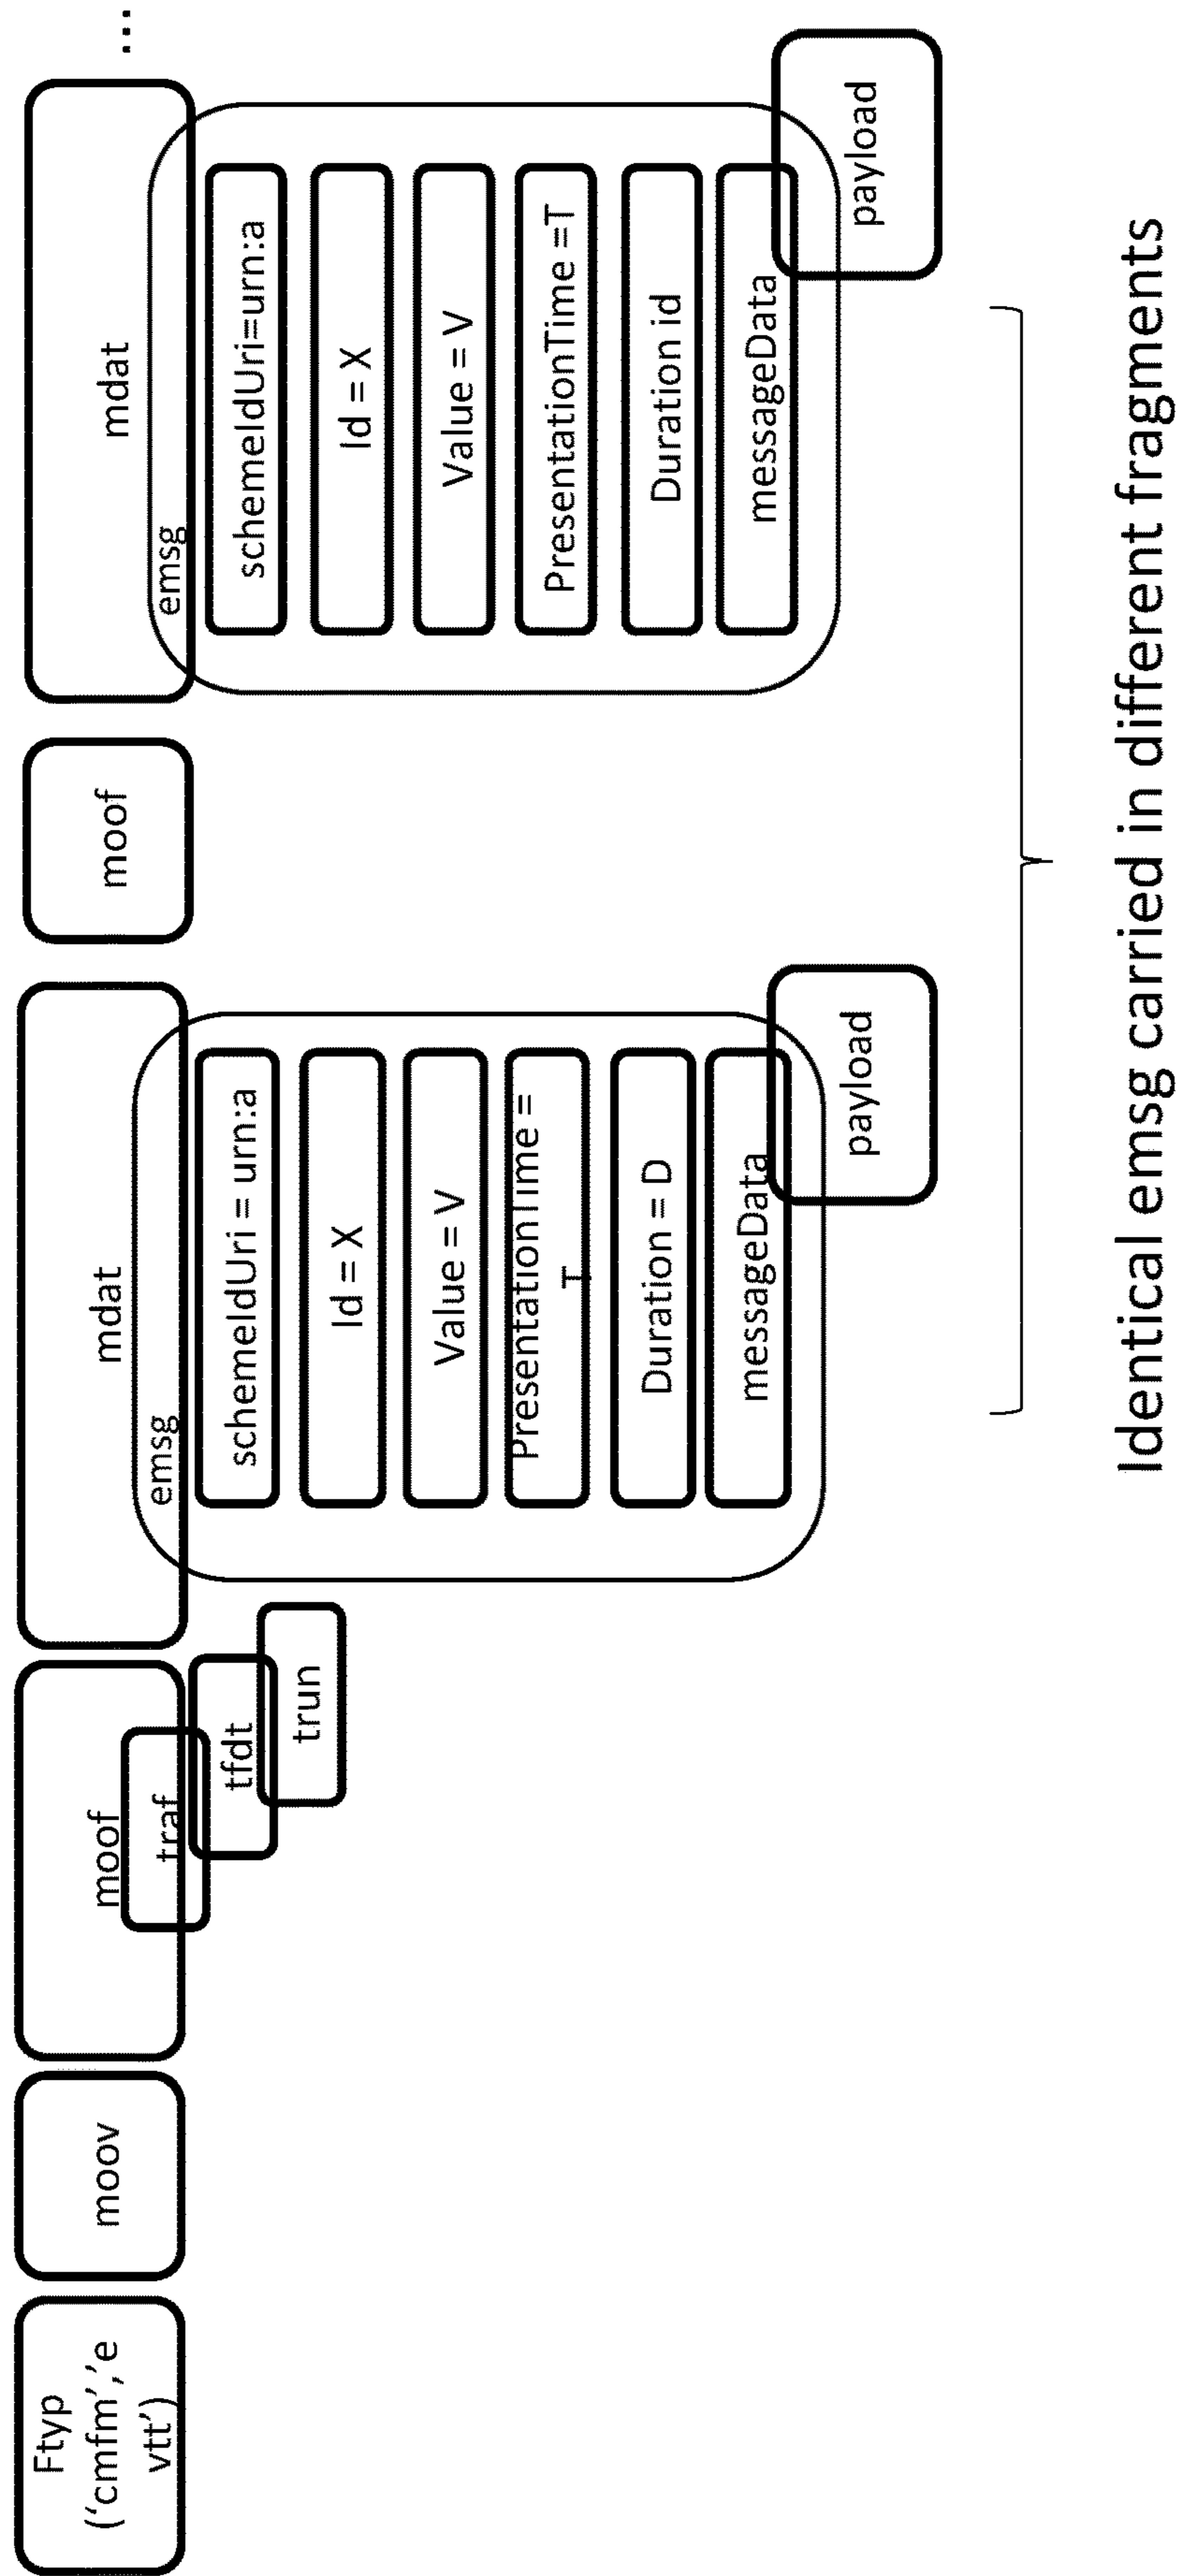 Ftyp
(‘cmfm’,’e
vtt’)
moov
moof
traf
tfdt
trun
mdat
emsg
schemeIdUri = urn:a
Id = X
Value = V
PresentationTime =
T
Duration = D
messageData
payload
moof
mdat
emsg
schemeIdUri=urn:a
Id = X
Value = V
PresentationTime =T
Duration id
messageData
payload
...
Identical emsg carried in different fragments